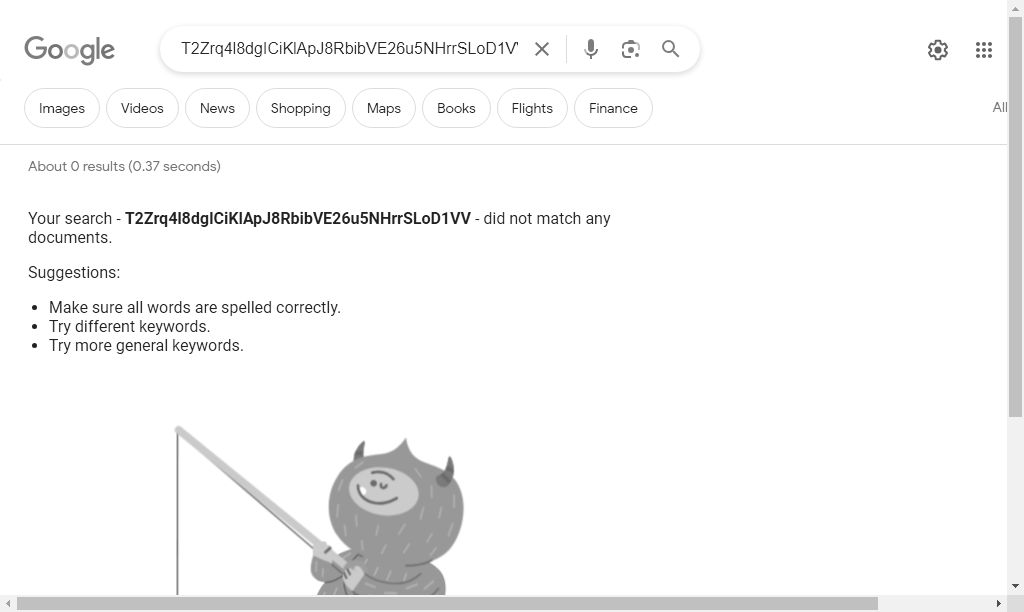 Google
T2Zrq4l8dglCiKlApJ8RbibVE26u5NHrrSLoD1V
Images
Videos
News
Shopping
Maps
Books
Flights
Finance
All
About 0 results (0.37 seconds)
Your search - T2Zrq4l8dglCiKlApJ8RbibVE26u5NHrrSLoD1VV - did not match any
documents.
Suggestions:
Make sure all words are spelled correctly.
Try different keywords.
Try more general keywords.